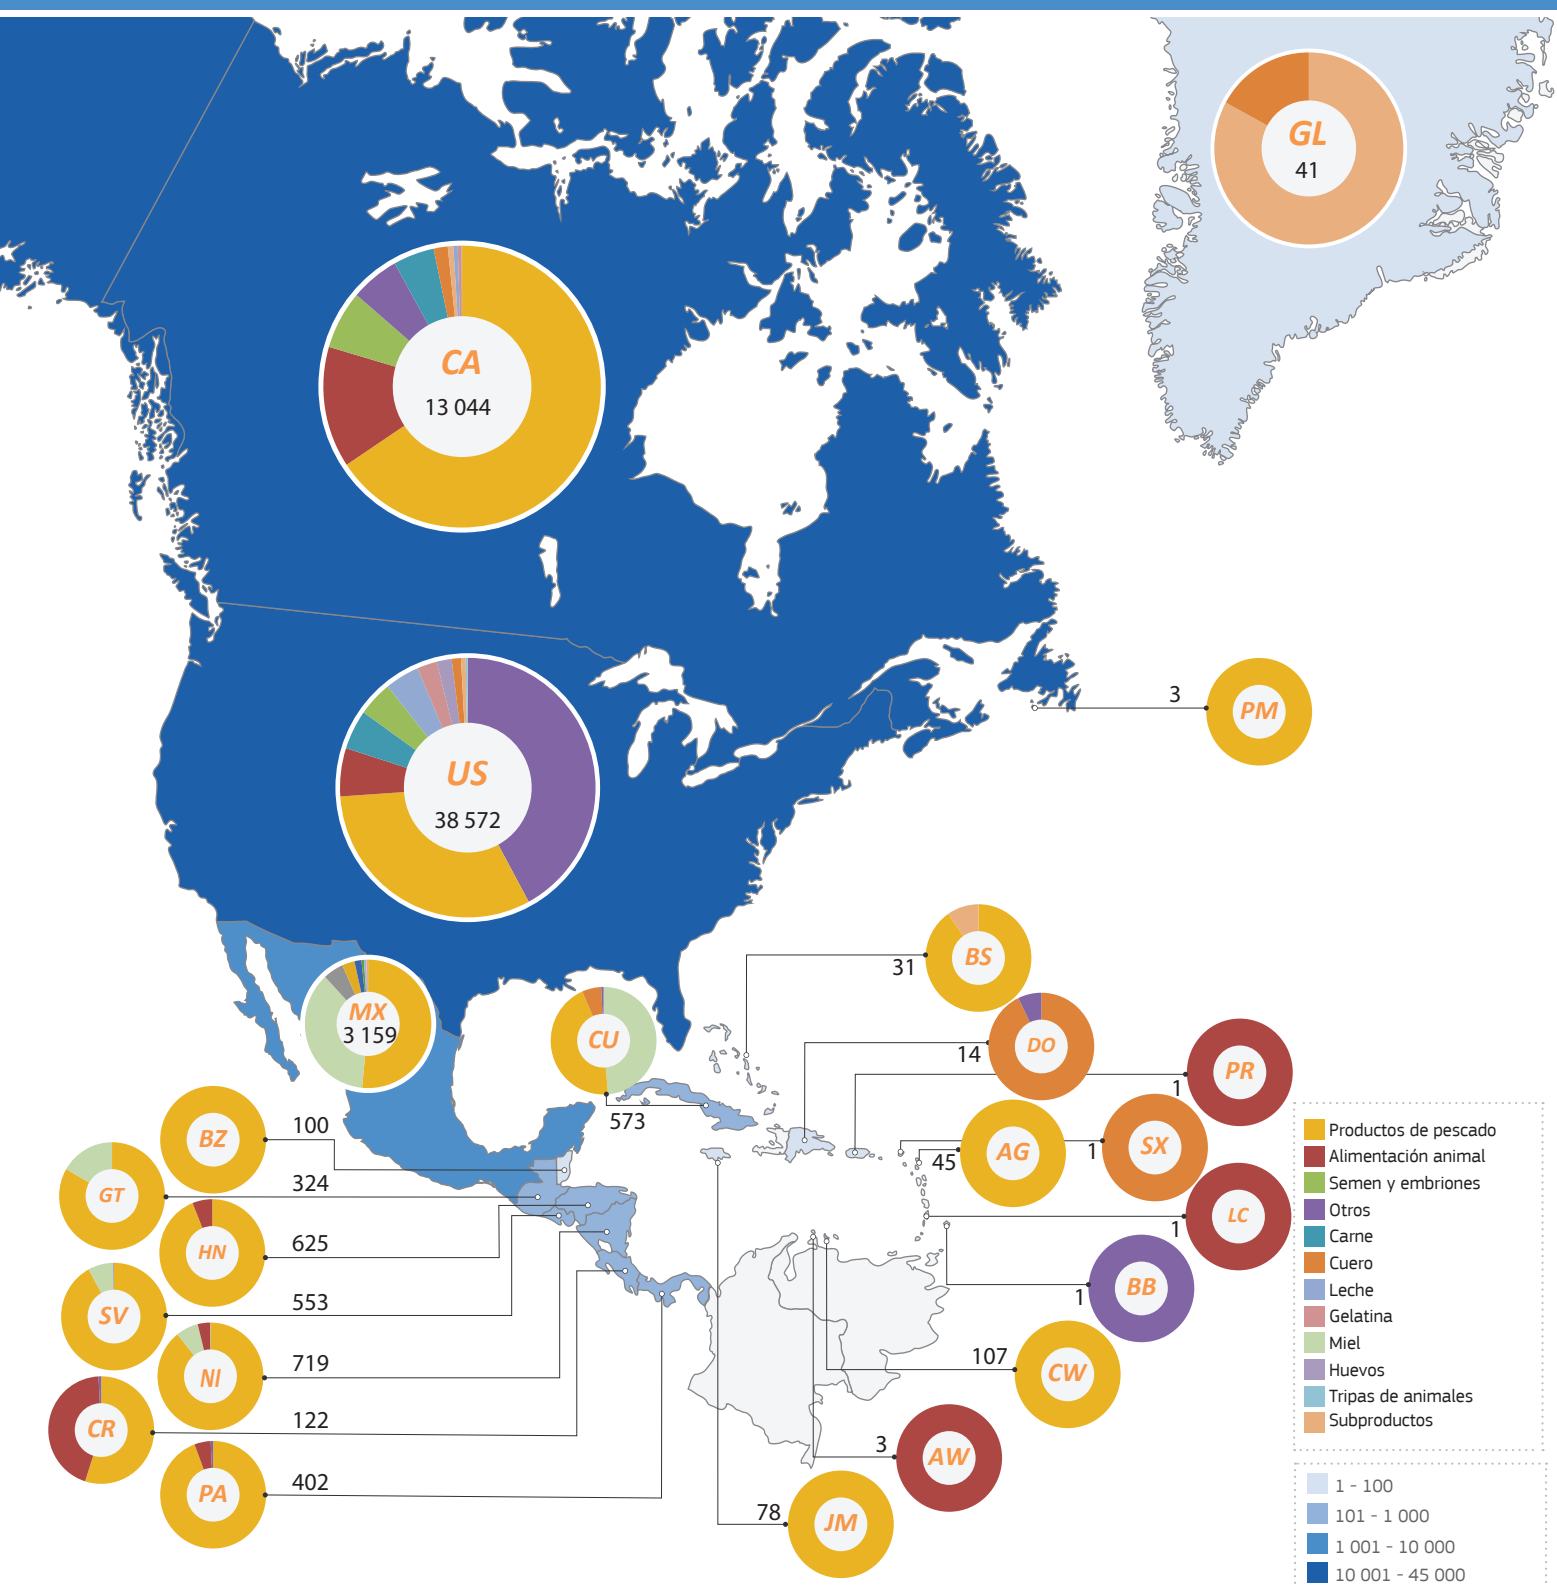 GL
41
CA
13 044
US
38 572
3
PM
MX
3 159
CU
573
31
BS
14
DO
1
PR
45
AG
1
SX
1
LC
1
BB
107
CW
3
AW
78
JM
BZ
100
GT
324
HN
625
SV
553
NI
719
CR
122
PA
402
Productos de pescado
Alimentación animal
Semen y embriones
Otros
Carne
Cuero
Leche
Gelatina
Miel
Huevos
Tripas de animales
Subproductos
1 - 100
101 - 1 000
1 001 - 10 000
10 001 - 45 000